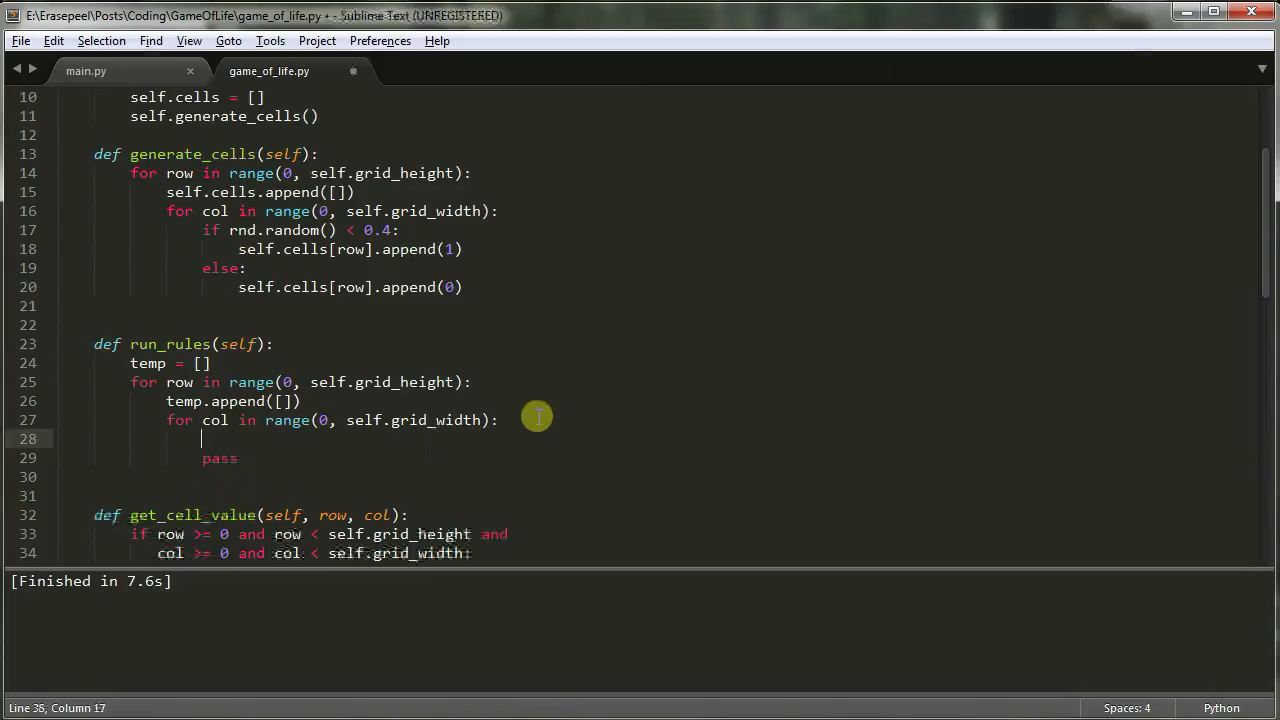 E:\Erasepeel\Posts\Coding\GameOfLife\game_of_life.py • - Sublime Text (UNREGISTERED)
File Edit Selection Find View Goto Tools Project Preferences Help
main.py game_of_life.py
10 self.cells = []
11 self.generate_cells()
12
13 def generate_cells(self):
14 for row in range(0, self.grid_height):
15 self.cells.append([])
16 for col in range(0, self.grid_width):
17 if rnd.random() < 0.4:
18 self.cells[row].append(1)
19 else:
20 self.cells[row].append(0)
21
22
23 def run_rules(self):
24 temp = []
25 for row in range(0, self.grid_height):
26 temp.append([])
27 for col in range(0, self.grid_width):
28
29 pass
30
31
32 def get_cell_value(self, row, col):
33 if row >= 0 and row < self.grid_height and
34 col >= 0 and col < self.grid_width:
[Finished in 7.6s]
Line 36, Column 17 Spaces: 4 Python